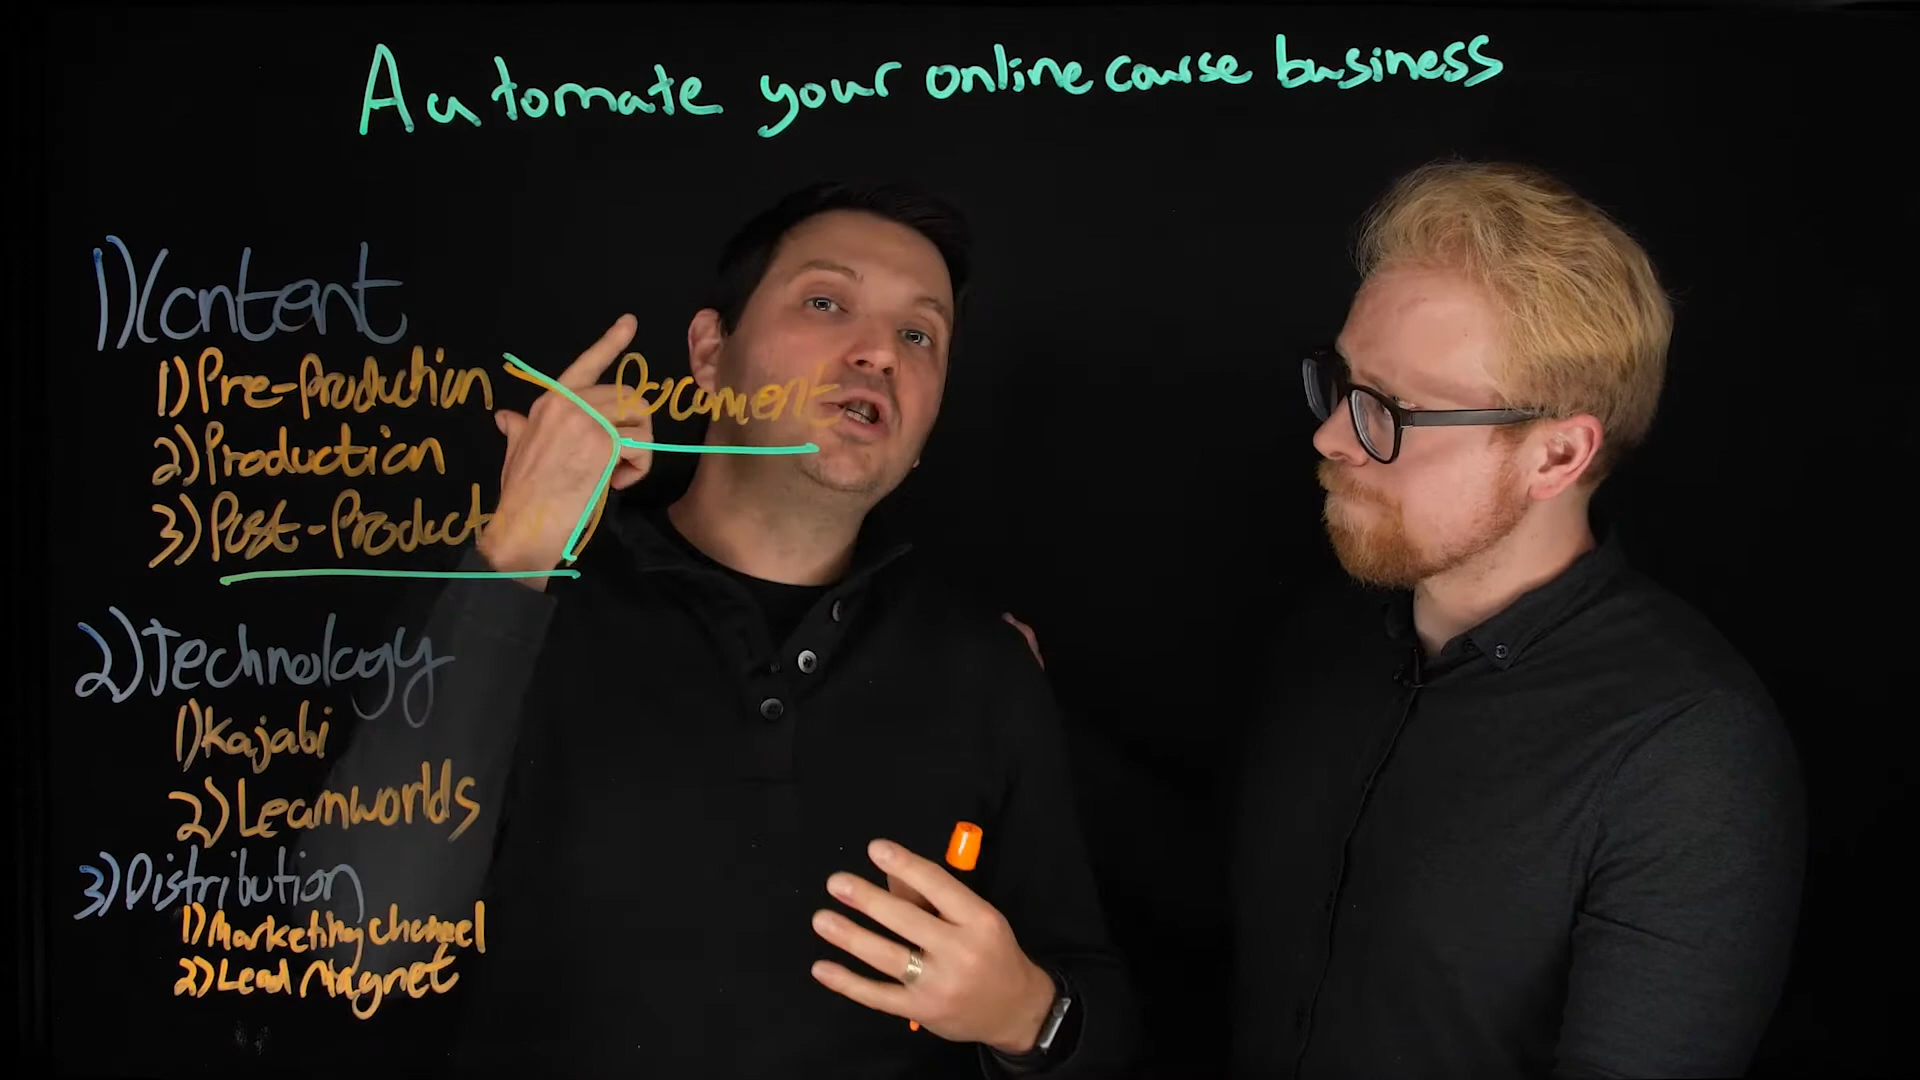 Automate your online course business
1) Content
1) Pre-Production
Document
2) Production
3) Post-Production
2) Technology
1) Kajabi
2) Learnworlds
3) Distribution
1) Marketing channel
2) Lead Magnet